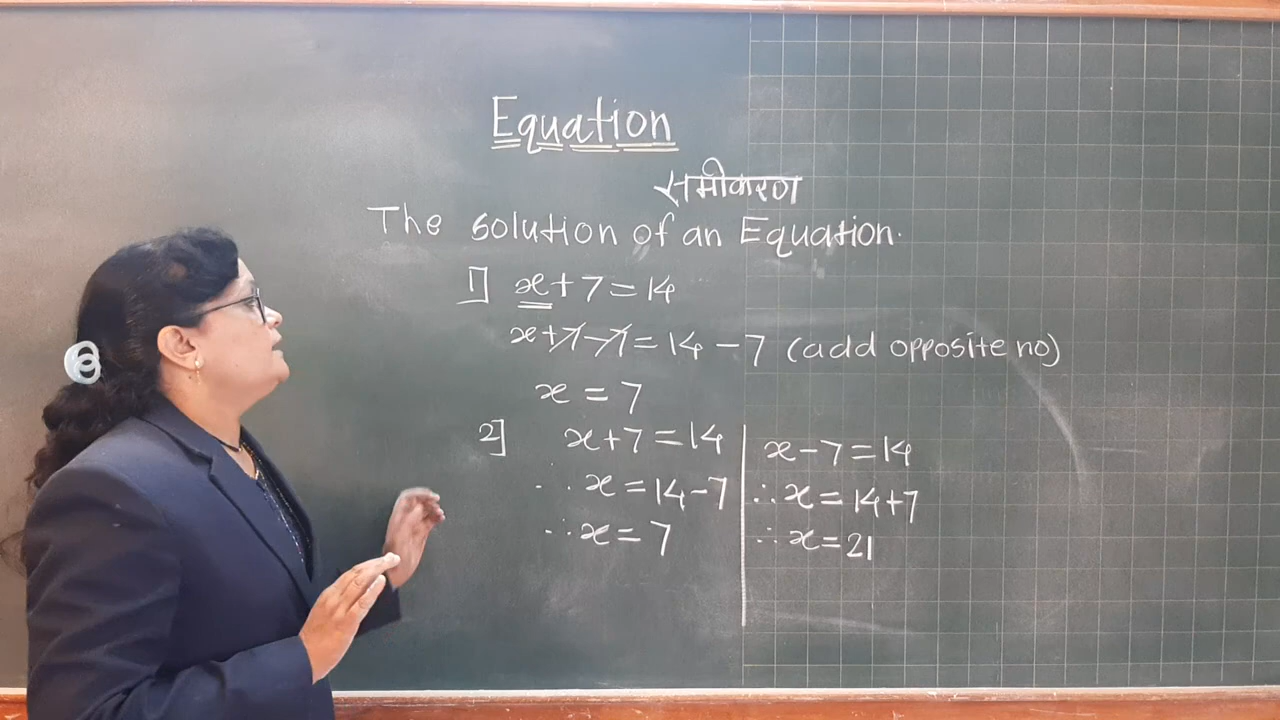 Equation
समीकरण
The solution of an Equation.
1] x + 7 = 14
x + 7 - 7 = 14 - 7 (add opposite no)
x = 7
2] x + 7 = 14
∴ x = 14 - 7
∴ x = 7
x - 7 = 14
∴ x = 14 + 7
∴ x = 21